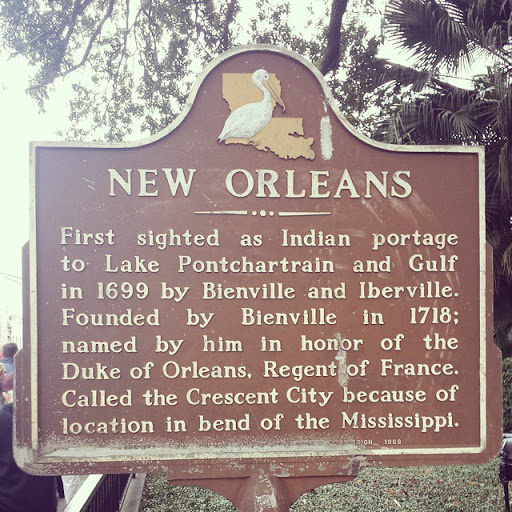 NEW ORLEANS
First sighted as Indian portage
to Lake Pontchartrain and Gulf
in 1699 by Bienville and Iberville.
Founded by Bienville in 1718;
named by him in honor of the
Duke of Orleans, Regent of France.
Called the Crescent City because of
location in bend of the Mississippi.